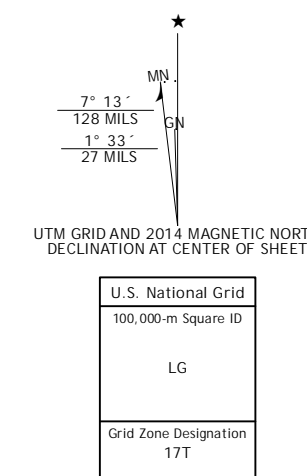 ★
MN
7° 13´
128 MILS
GN
1° 33´
27 MILS
UTM GRID AND 2014 MAGNETIC NORT
DECLINATION AT CENTER OF SHEET
U.S. National Grid
100,000-m Square ID
LG
Grid Zone Designation
17T